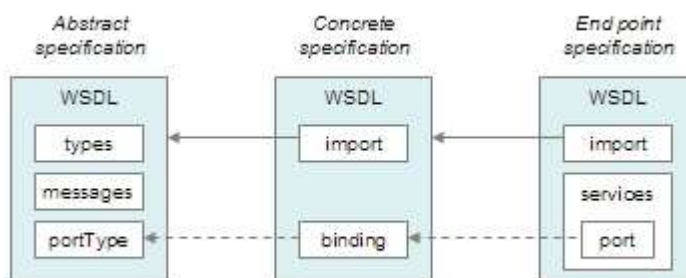 Abstract
specification
Concrete
specification
End point
specification
WSDL
types
messages
portType
WSDL
import
binding
WSDL
import
services
port